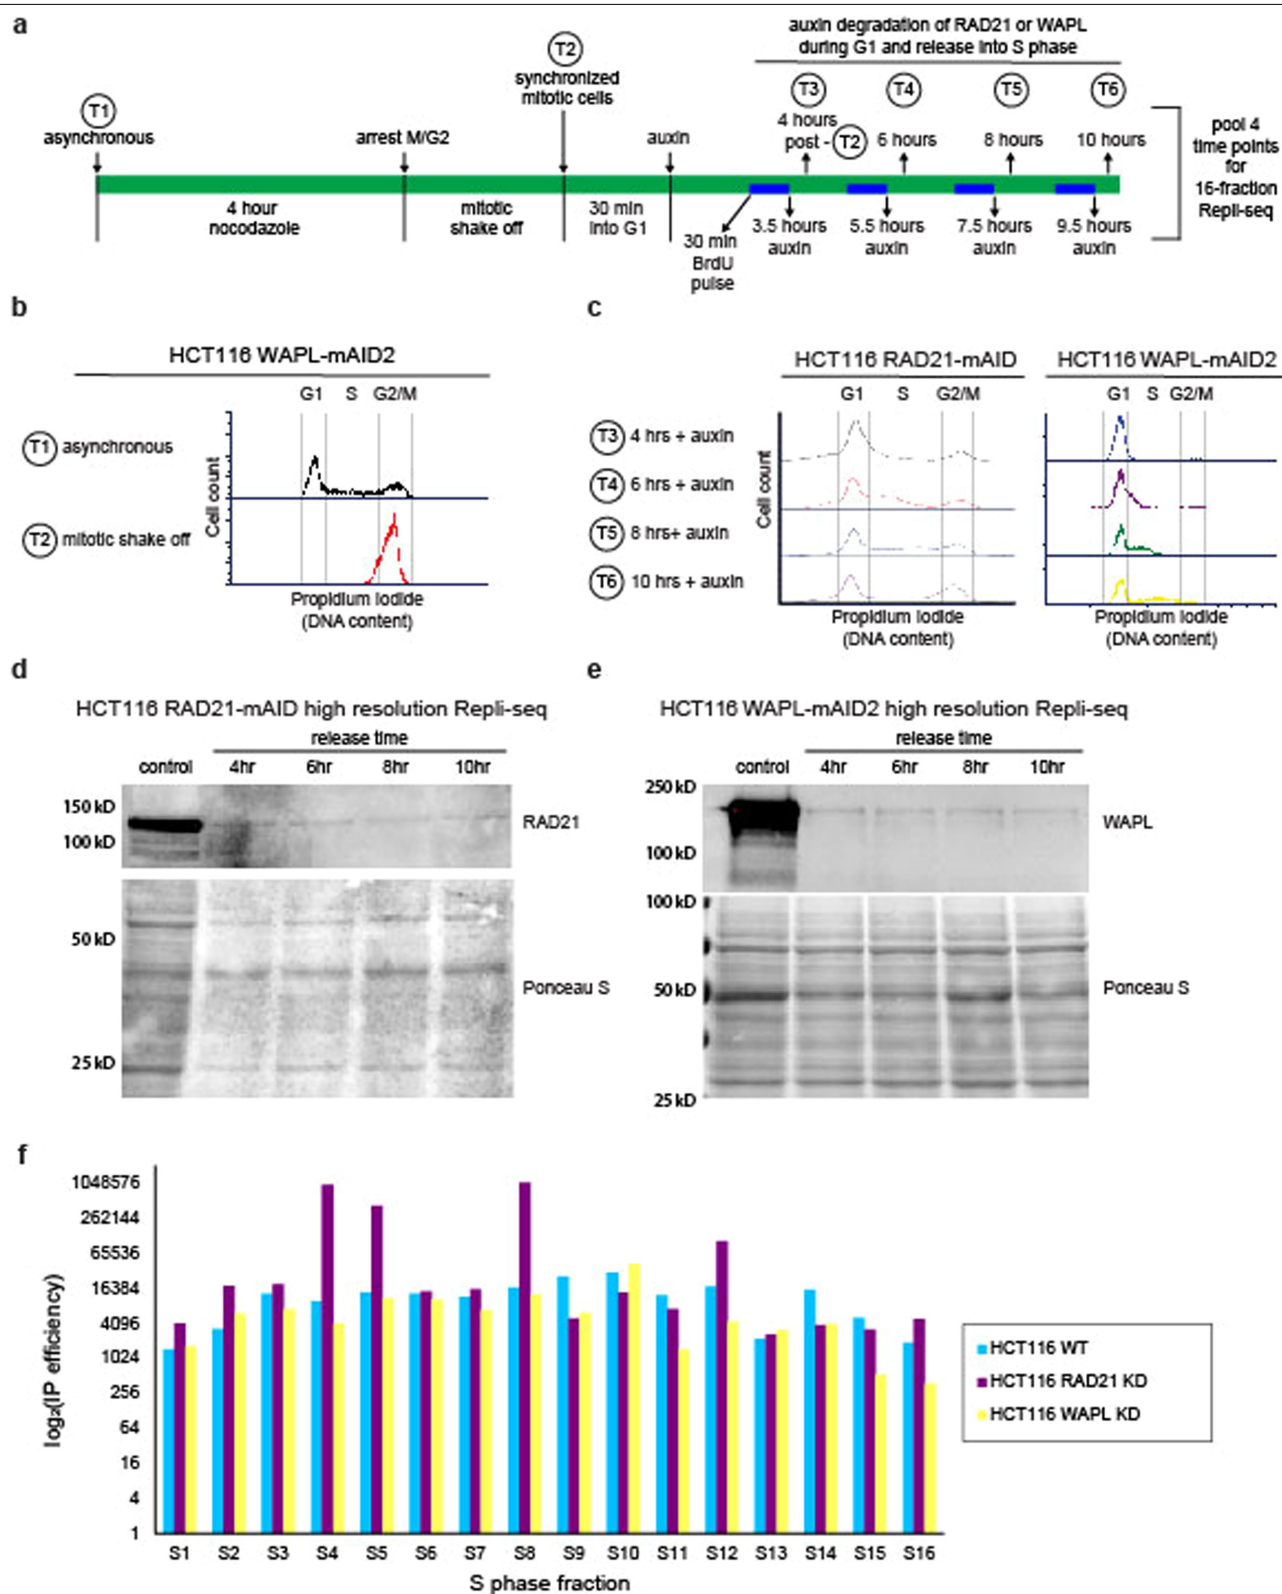 a
auxin degradation of RAD21 or WAPL
during G1 and release into S phase
T1
asynchronous
arrest M/G2
T2
synchronized
mitotic cells
auxin
T3
4 hours
post - T2
T4
6 hours
T5
8 hours
T6
10 hours
pool 4
time points
for
16-fraction
Repli-seq
4 hour
nocodazole
mitotic
shake off
30 min
into G1
30 min
BrdU
pulse
3.5 hours
auxin
5.5 hours
auxin
7.5 hours
auxin
9.5 hours
auxin
b
HCT116 WAPL-mAID2
G1 S G2/M
T1 asynchronous
T2 mitotic shake off
Cell count
Propidium Iodide
(DNA content)
c
HCT116 RAD21-mAID
HCT116 WAPL-mAID2
G1 S G2/M
G1 S G2/M
T3 4 hrs + auxin
T4 6 hrs + auxin
T5 8 hrs+ auxin
T6 10 hrs + auxin
Cell count
Propidium Iodide
(DNA content)
Propidium Iodide
(DNA content)
d
HCT116 RAD21-mAID high resolution Repli-seq
release time
control 4hr 6hr 8hr 10hr
150 kD
100 kD
RAD21
50 kD
25 kD
Ponceau S
e
HCT116 WAPL-mAID2 high resolution Repli-seq
release time
control 4hr 6hr 8hr 10hr
250 kD
100 kD
WAPL
100 kD
50 kD
25 kD
Ponceau S
f
log₂(IP efficiency)
1048576
262144
65536
16384
4096
1024
256
64
16
4
1
S1 S2 S3 S4 S5 S6 S7 S8 S9 S10 S11 S12 S13 S14 S15 S16
S phase fraction
HCT116 WT
HCT116 RAD21 KD
HCT116 WAPL KD